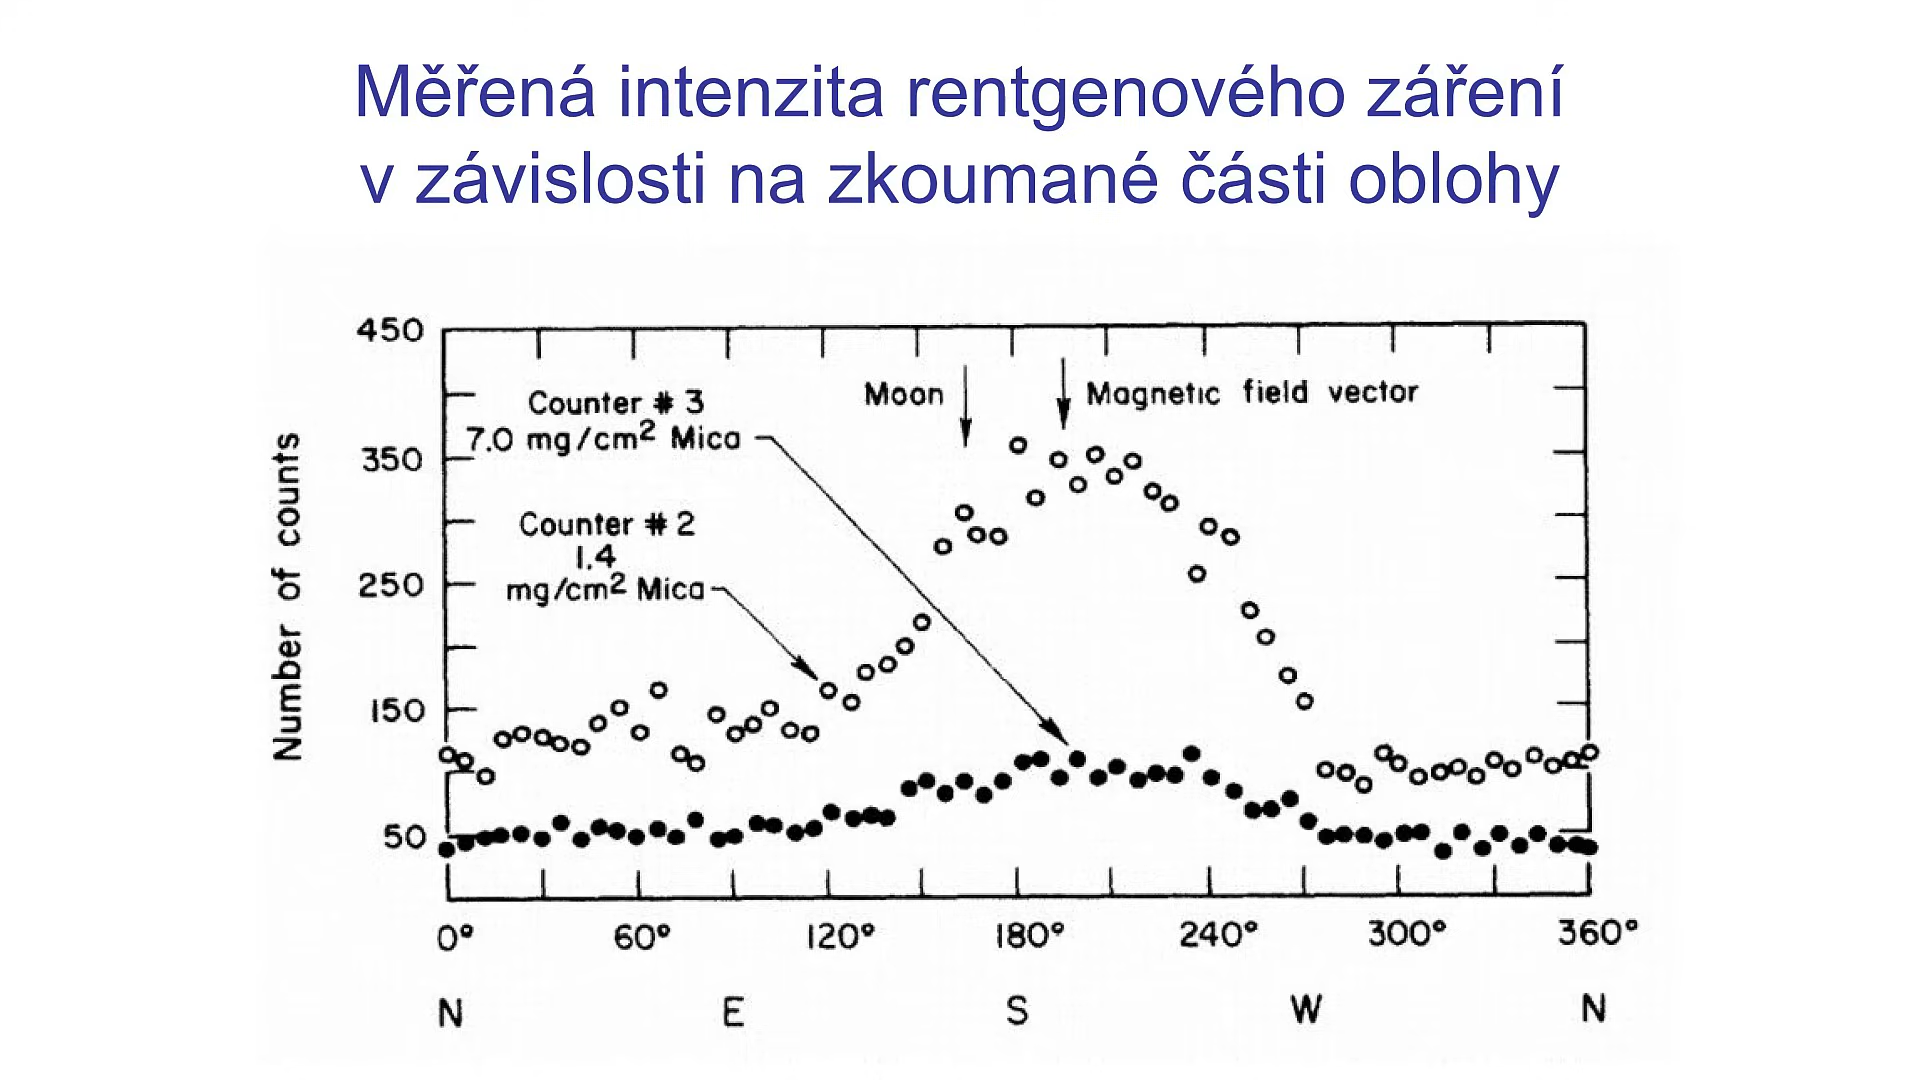 Měřená intenzita rentgenového záření
v závislosti na zkoumané části oblohy
450
350
250
150
50
Number of counts
Counter # 3
7.0 mg/cm² Mica
Counter # 2
1.4
mg/cm² Mica
Moon
Magnetic field vector
0° 60° 120° 180° 240° 300° 360°
N E S W N